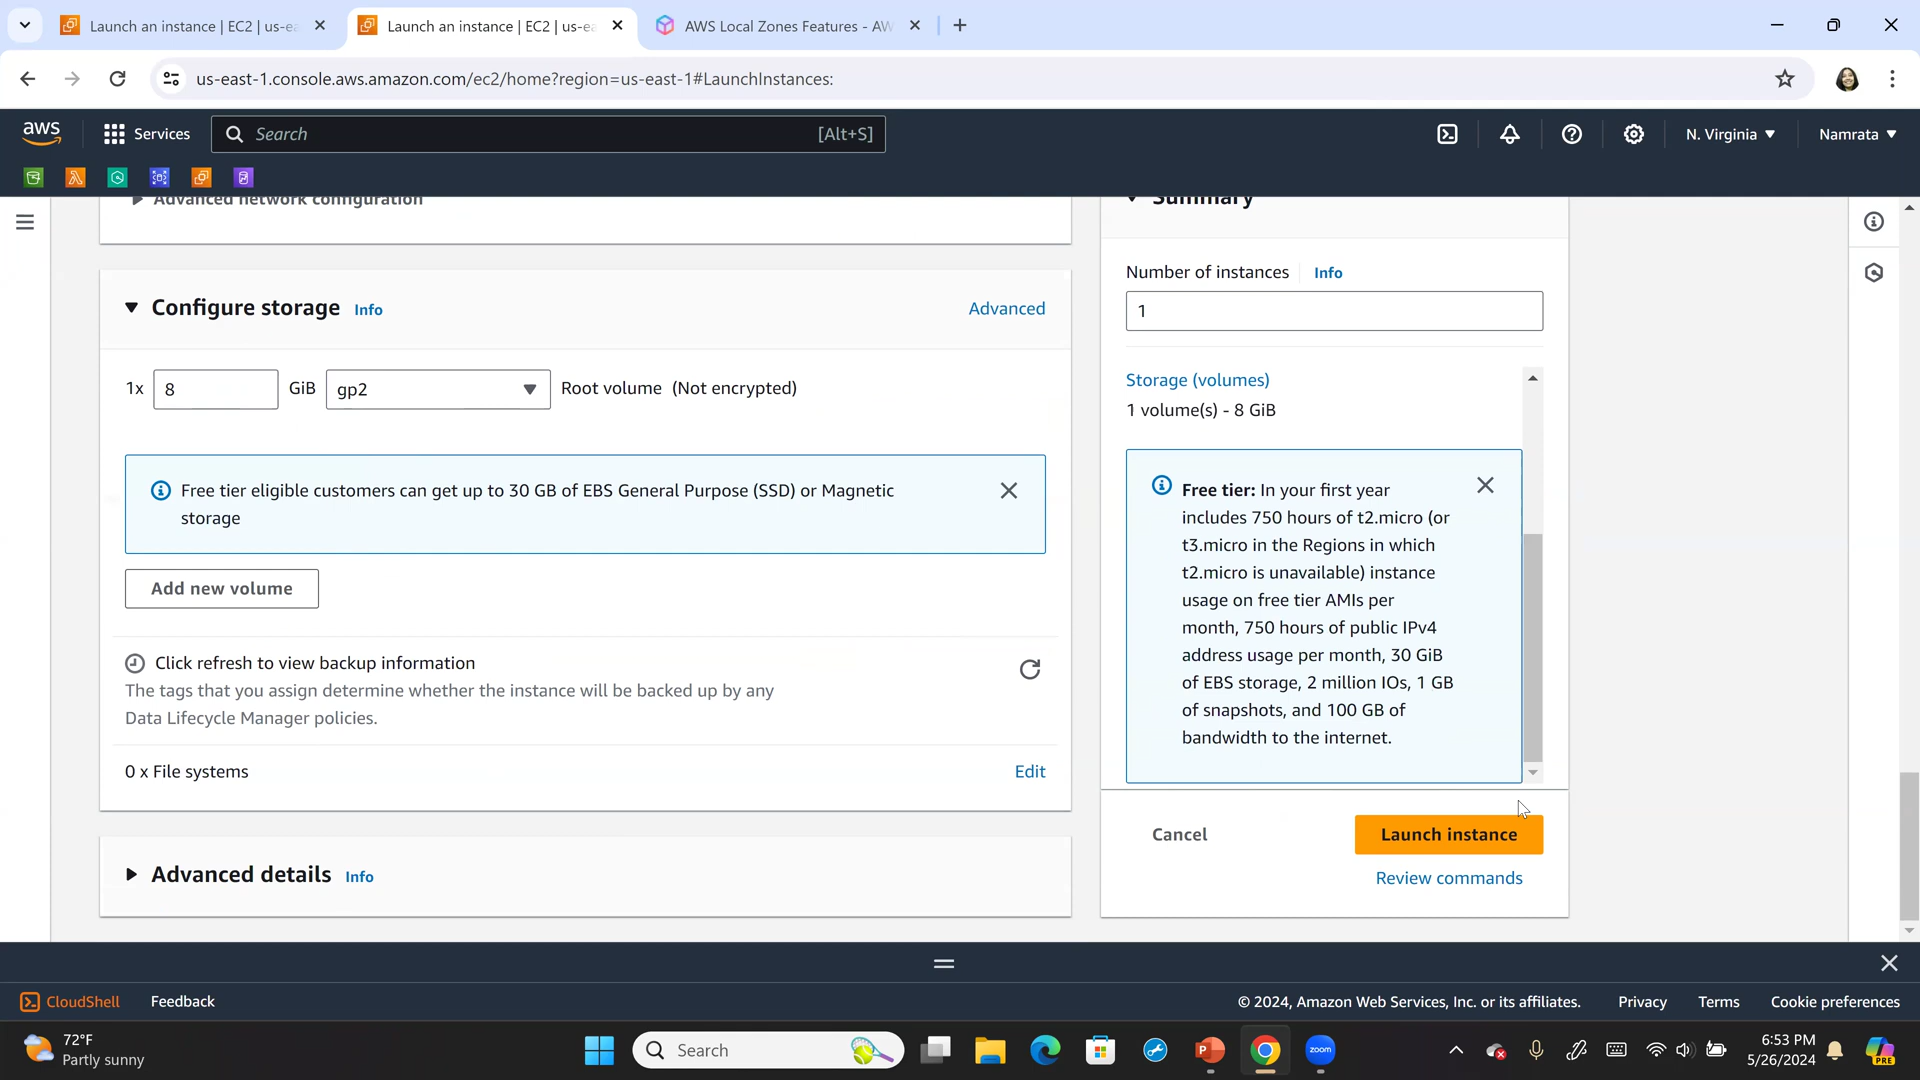 Launch an instance | EC2 | us-ea
Launch an instance | EC2 | us-ea
AWS Local Zones Features - AW
us-east-1.console.aws.amazon.com/ec2/home?region=us-east-1#LaunchInstances:
aws
Services
Search
[Alt+S]
N. Virginia
Namrata
Advanced network configuration
Summary
Number of instances Info
1
Configure storage Info
Advanced
1x 8 GiB gp2 Root volume (Not encrypted)
Storage (volumes)
1 volume(s) - 8 GiB
Free tier eligible customers can get up to 30 GB of EBS General Purpose (SSD) or Magnetic
storage
Add new volume
Free tier: In your first year
includes 750 hours of t2.micro (or
t3.micro in the Regions in which
t2.micro is unavailable) instance
usage on free tier AMIs per
month, 750 hours of public IPv4
address usage per month, 30 GiB
of EBS storage, 2 million IOs, 1 GB
of snapshots, and 100 GB of
bandwidth to the internet.
Click refresh to view backup information
The tags that you assign determine whether the instance will be backed up by any
Data Lifecycle Manager policies.
0 x File systems
Edit
Cancel
Launch instance
Review commands
Advanced details Info
CloudShell
Feedback
© 2024, Amazon Web Services, Inc. or its affiliates.
Privacy
Terms
Cookie preferences
72°F
Partly sunny
Search
zoom
PRE
6:53 PM
5/26/2024